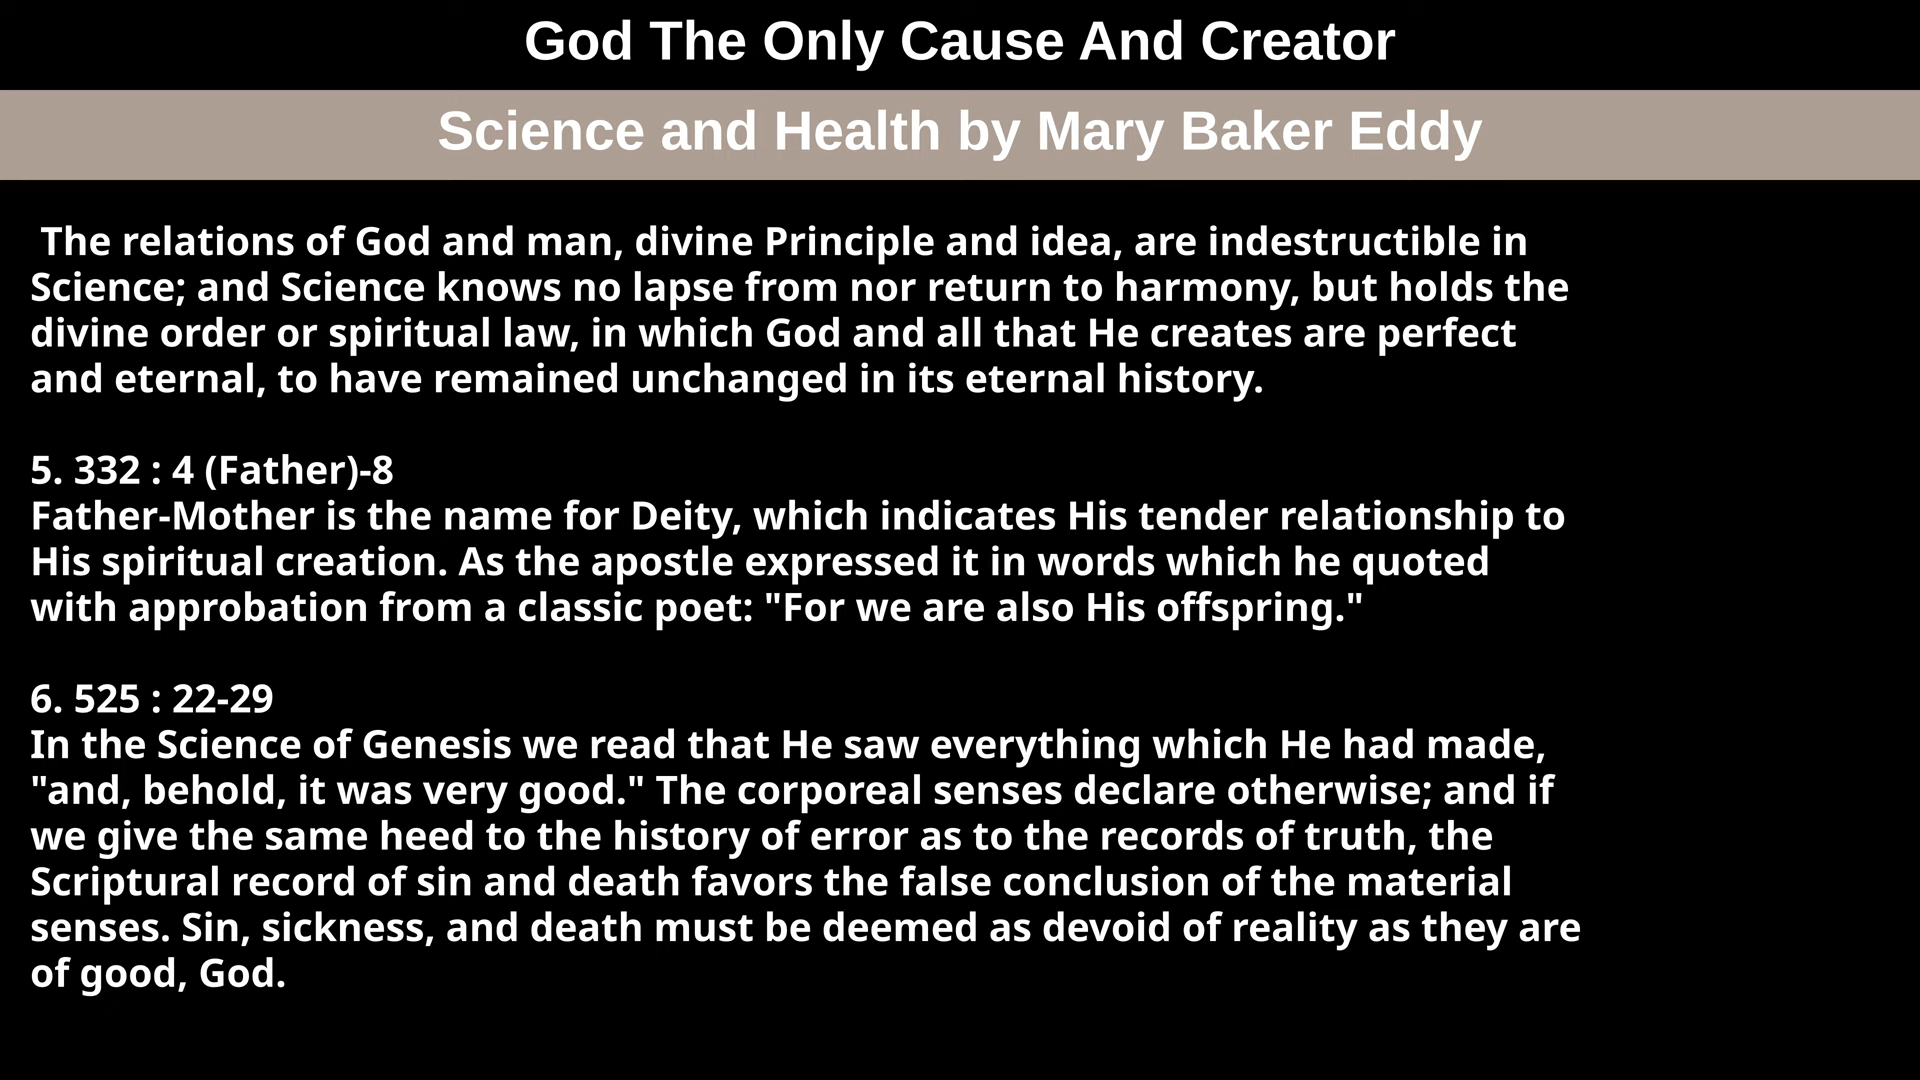 God The Only Cause And Creator
Science and Health by Mary Baker Eddy
The relations of God and man, divine Principle and idea, are indestructible in
Science; and Science knows no lapse from nor return to harmony, but holds the
divine order or spiritual law, in which God and all that He creates are perfect
and eternal, to have remained unchanged in its eternal history.
5. 332 : 4 (Father)-8
Father-Mother is the name for Deity, which indicates His tender relationship to
His spiritual creation. As the apostle expressed it in words which he quoted
with approbation from a classic poet: "For we are also His offspring."
6. 525 : 22-29
In the Science of Genesis we read that He saw everything which He had made,
"and, behold, it was very good." The corporeal senses declare otherwise; and if
we give the same heed to the history of error as to the records of truth, the
Scriptural record of sin and death favors the false conclusion of the material
senses. Sin, sickness, and death must be deemed as devoid of reality as they are
of good, God.